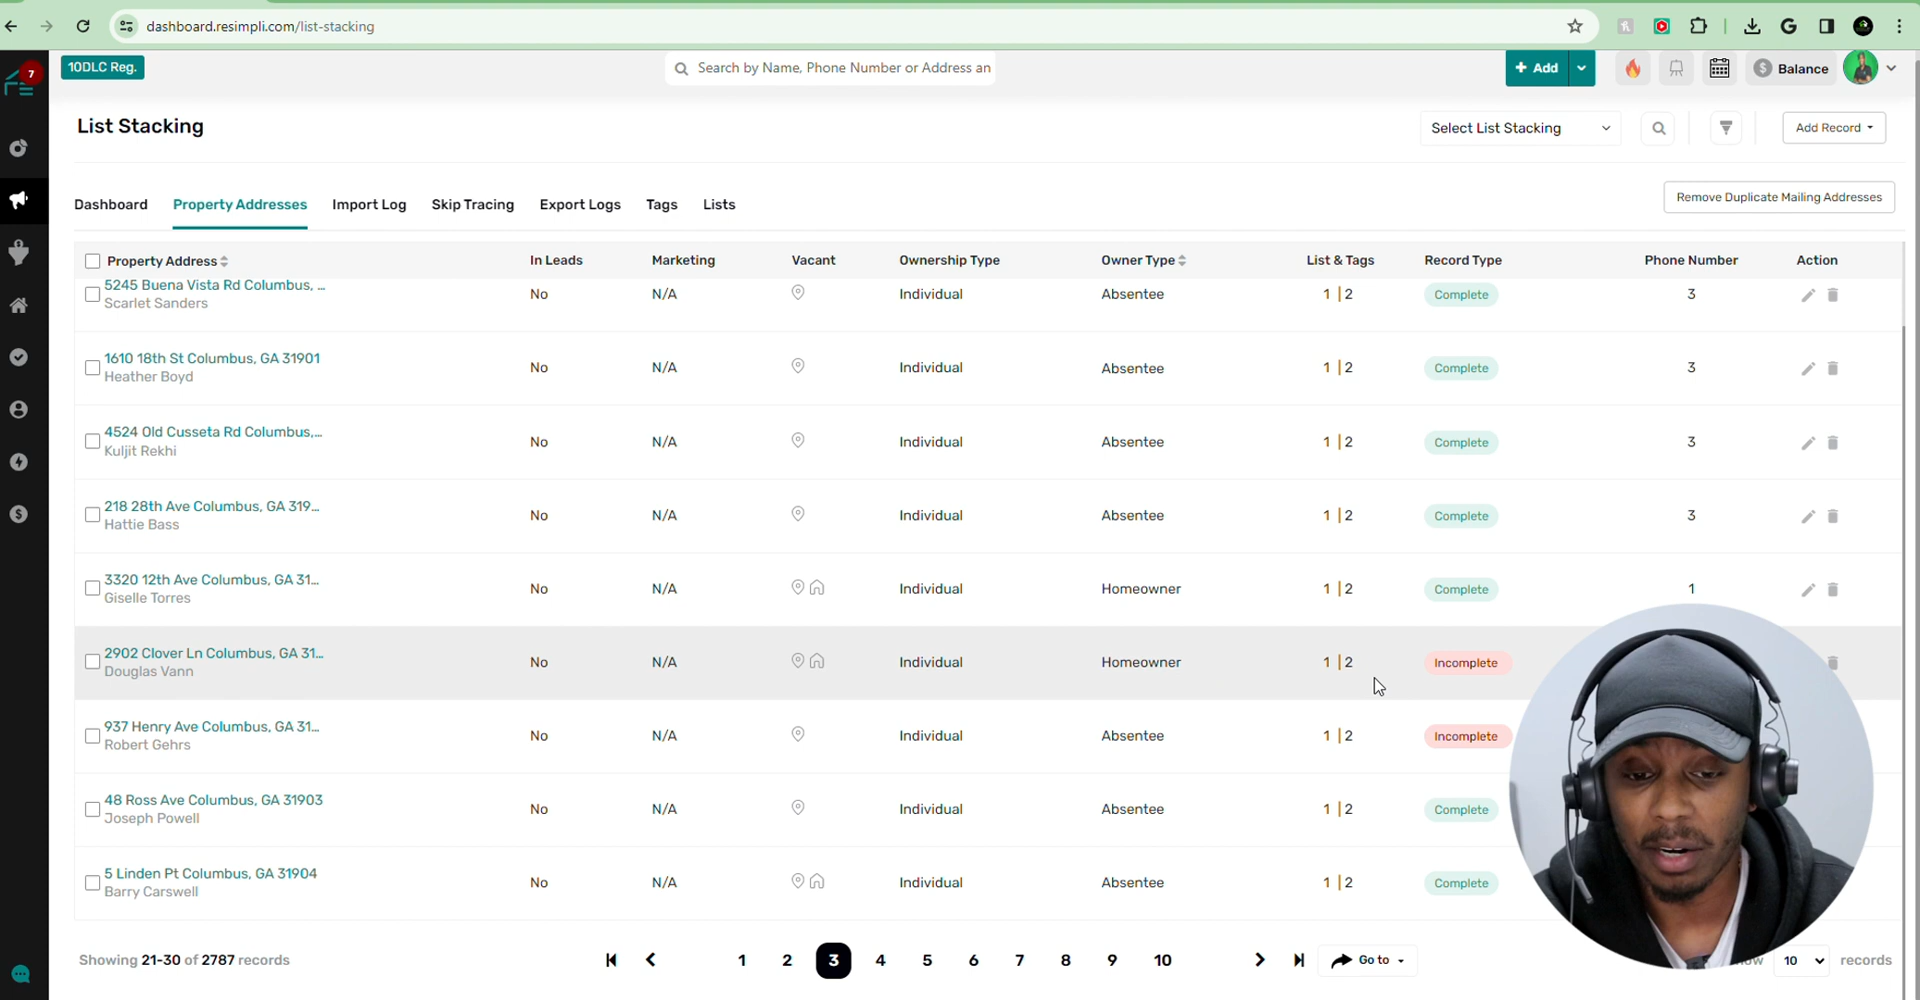 dashboard.resimpli.com/list-stacking
7
10DLC Reg.
Search by Name, Phone Number or Address an
+ Add
$ Balance
List Stacking
Select List Stacking
Add Record
Dashboard
Property Addresses
Import Log
Skip Tracing
Export Logs
Tags
Lists
Remove Duplicate Mailing Addresses
Property Address In Leads Marketing Vacant Ownership Type Owner Type List & Tags Record Type Phone Number Action
5245 Buena Vista Rd Columbus, ...
Scarlet Sanders
No N/A Individual Absentee 1 | 2 Complete 3
1610 18th St Columbus, GA 31901
Heather Boyd
No N/A Individual Absentee 1 | 2 Complete 3
4524 Old Cusseta Rd Columbus,...
Kuljit Rekhi
No N/A Individual Absentee 1 | 2 Complete 3
218 28th Ave Columbus, GA 319...
Hattie Bass
No N/A Individual Absentee 1 | 2 Complete 3
3320 12th Ave Columbus, GA 31...
Giselle Torres
No N/A Individual Homeowner 1 | 2 Complete 1
2902 Clover Ln Columbus, GA 31...
Douglas Vann
No N/A Individual Homeowner 1 | 2 Incomplete
937 Henry Ave Columbus, GA 31...
Robert Gehrs
No N/A Individual Absentee 1 | 2 Incomplete
48 Ross Ave Columbus, GA 31903
Joseph Powell
No N/A Individual Absentee 1 | 2 Complete
5 Linden Pt Columbus, GA 31904
Barry Carswell
No N/A Individual Absentee 1 | 2 Complete
Showing 21-30 of 2787 records
1 2 3 4 5 6 7 8 9 10
Go to
10 records